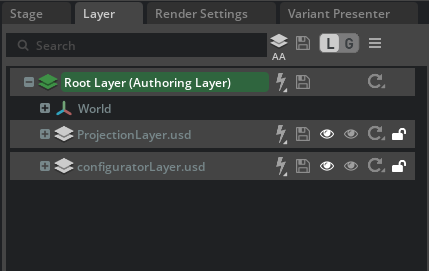 Stage Layer Render Settings Variant Presenter
Search AA L G
Root Layer (Authoring Layer)
World
ProjectionLayer.usd
configuratorLayer.usd